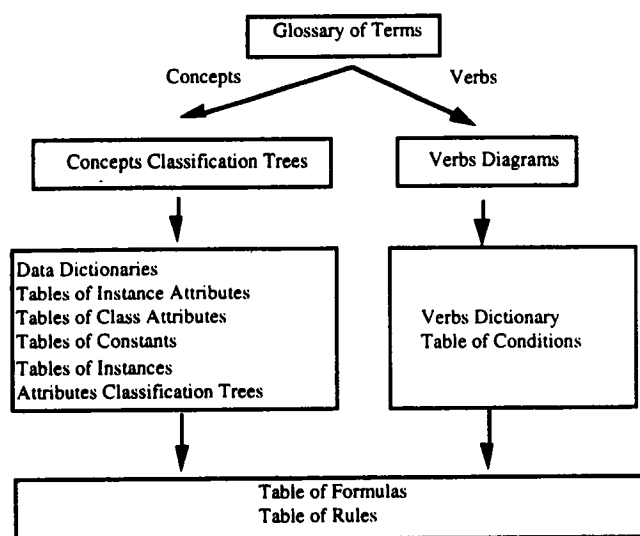 Glossary of Terms
Concepts
Verbs
Concepts Classification Trees
Verbs Diagrams
Data Dictionaries
Tables of Instance Attributes
Tables of Class Attributes
Tables of Constants
Tables of Instances
Attributes Classification Trees
Verbs Dictionary
Table of Conditions
Table of Formulas
Table of Rules